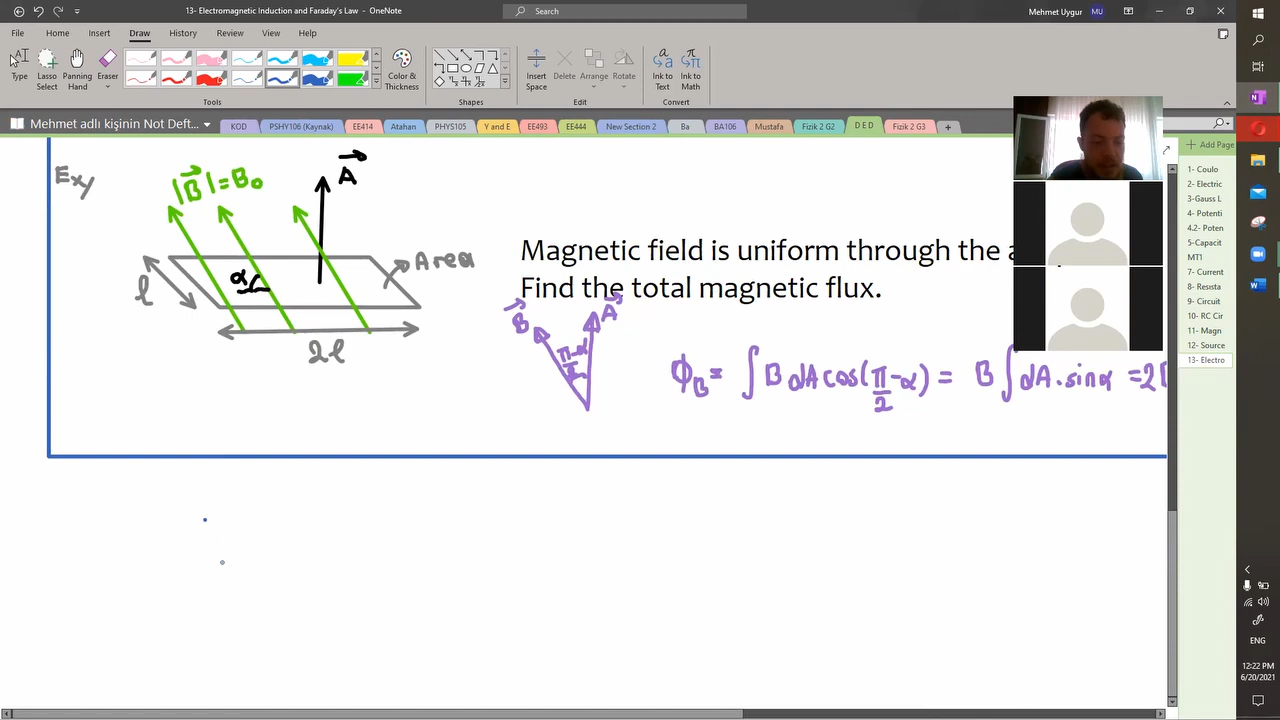 13- Electromagnetic Induction and Faraday's Law - OneNote
Search
Mehmet Uygur
MU
File Home Insert Draw History Review View Help
Type
Lasso Select
Panning Hand
Eraser
Color & Thickness
Insert Space
Delete
Arrange
Rotate
Ink to Text
Ink to Math
Tools
Shapes
Edit
Convert
Mehmet adlı kişinin Not Deft...
KOD PSHY106 (Kaynak) EE414 Atahan PHYS105 Y and E EE493 EE444 New Section 2 Ba BA106 Mustafa Fizik 2 G2 D E D Fizik 2 G3 +
Add Page
1- Coulo
2- Electric
3-Gauss L
4- Potenti
4.2- Poten
5-Capacit
MT1
7- Current
8- Resista
9- Circuit
10- RC Cir
11- Magn
12- Source
13- Electro
Ex/
|B⃗|=B₀
A⃗
α
Area
l
2l
Magnetic field is uniform through the a
Find the total magnetic flux.
B⃗
A⃗
π/2-α
ϕ_B = ∫ B dA cos(π/2-α) = B ∫ dA . sinα = 2
ENG
12:22 PM
6/20/2021